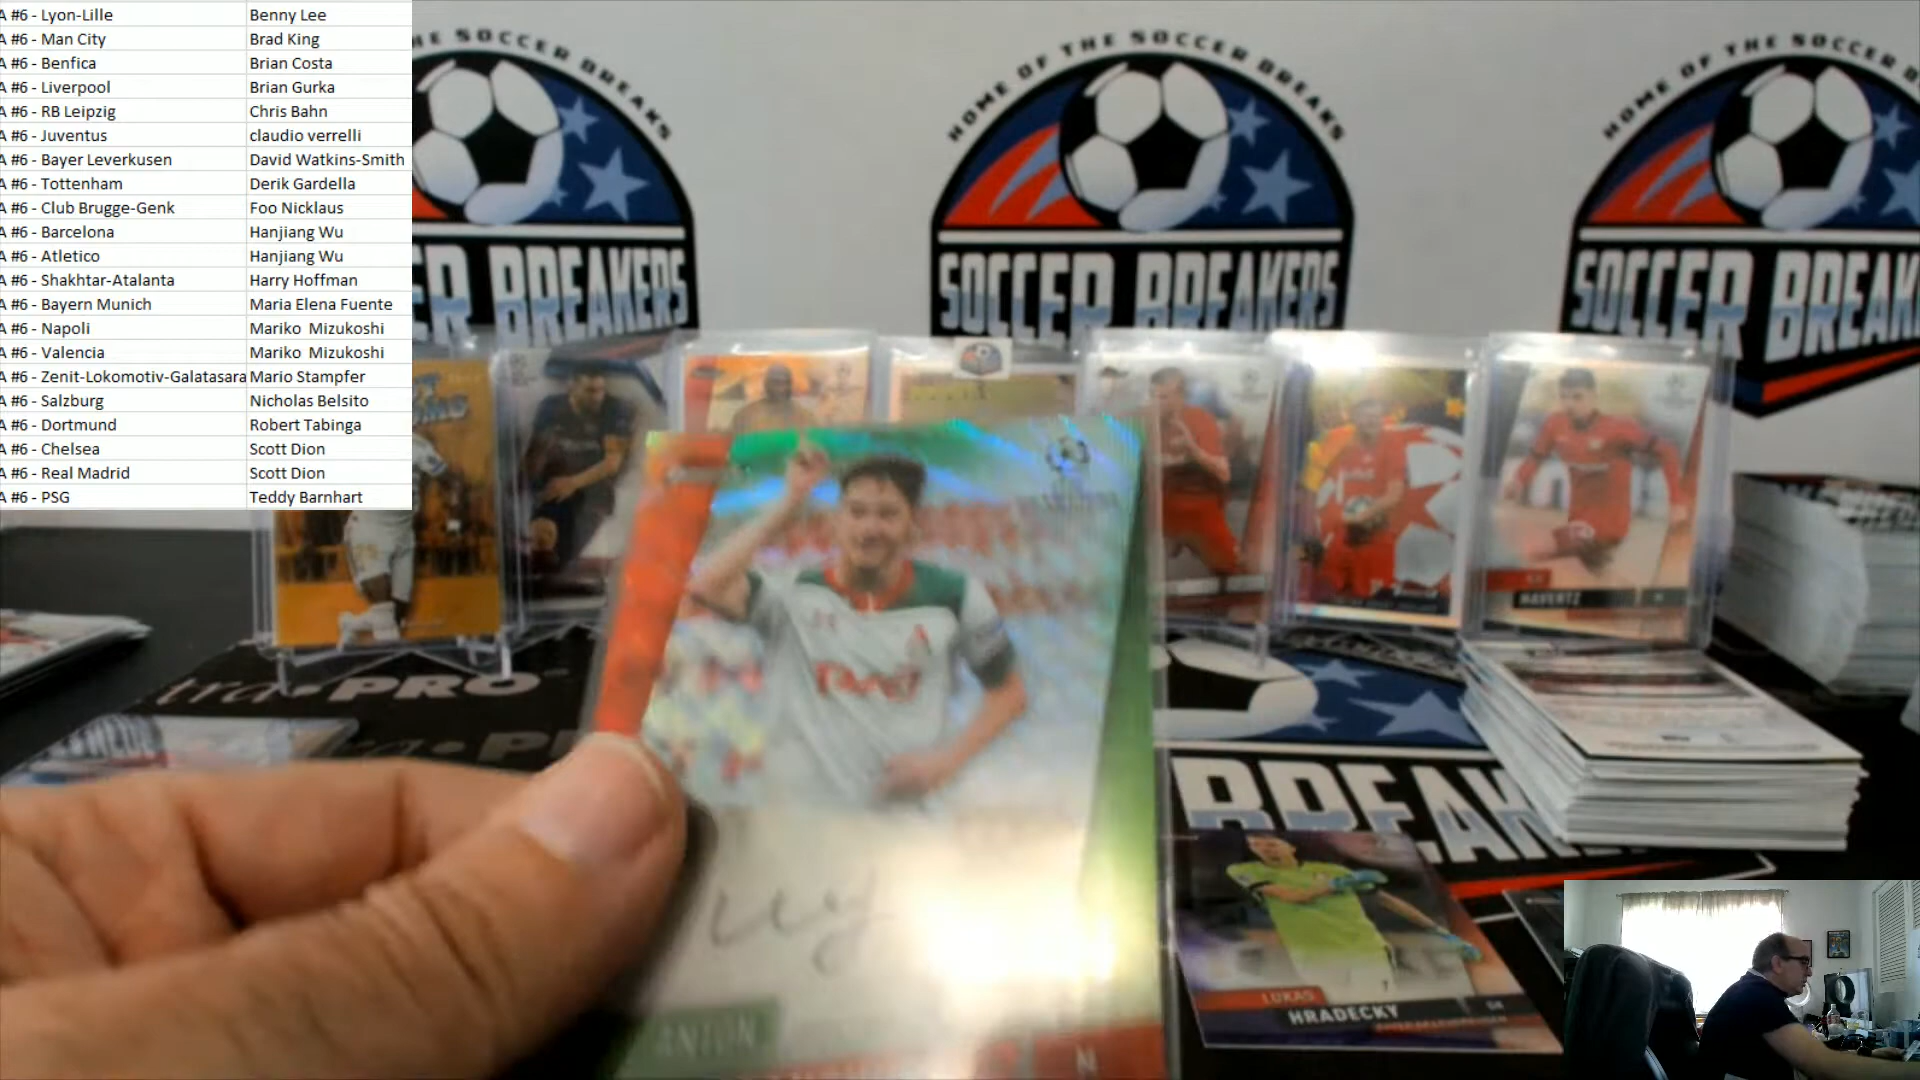 A #6 - Lyon-Lille Benny Lee
A #6 - Man City Brad King
A #6 - Benfica Brian Costa
A #6 - Liverpool Brian Gurka
A #6 - RB Leipzig Chris Bahn
A #6 - Juventus claudio verrelli
A #6 - Bayer Leverkusen David Watkins-Smith
A #6 - Tottenham Derik Gardella
A #6 - Club Brugge-Genk Foo Nicklaus
A #6 - Barcelona Hanjiang Wu
A #6 - Atletico Hanjiang Wu
A #6 - Shakhtar-Atalanta Harry Hoffman
A #6 - Bayern Munich Maria Elena Fuente
A #6 - Napoli Mariko Mizukoshi
A #6 - Valencia Mariko Mizukoshi
A #6 - Zenit-Lokomotiv-Galatasara Mario Stampfer
A #6 - Salzburg Nicholas Belsito
A #6 - Dortmund Robert Tabinga
A #6 - Chelsea Scott Dion
A #6 - Real Madrid Scott Dion
A #6 - PSG Teddy Barnhart
HE SOCCER BREAKS
ER BREAKERS
HOME OF THE SOCCER BREAKS
SOCCER BREAKERS
HOME OF THE SOCCER B
SOCCER BREAK
HAVERTZ
tra•PRO
BREAK
LUKAS
HRADECKY
ANTON